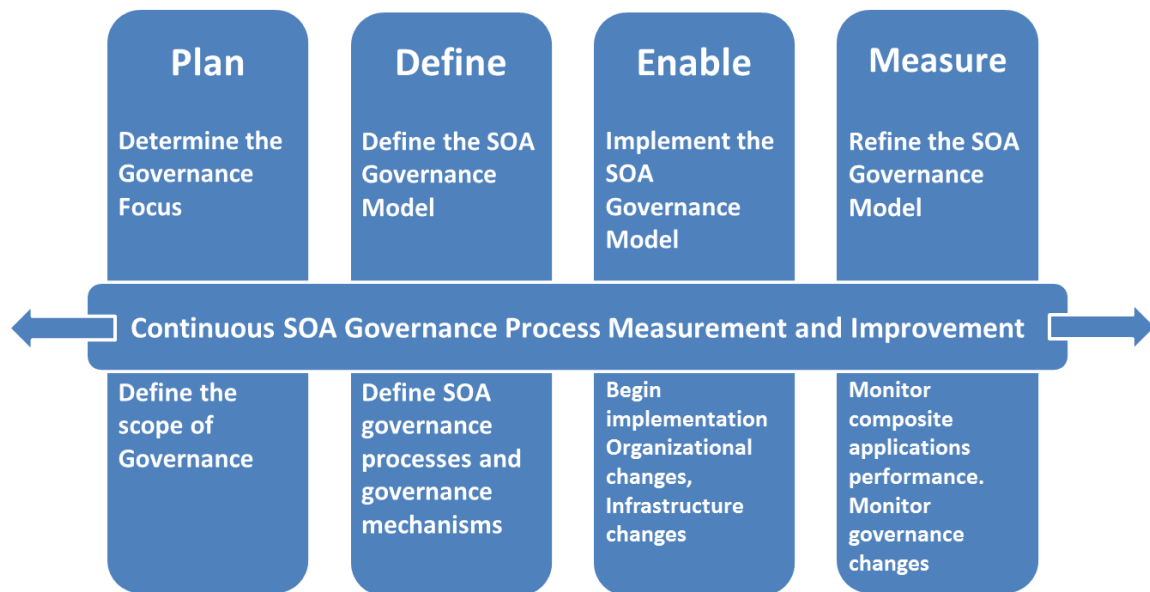 Plan
Determine the
Governance
Focus
Define
Define the SOA
Governance
Model
Enable
Implement the
SOA
Governance
Model
Measure
Refine the SOA
Governance
Model
Continuous SOA Governance Process Measurement and Improvement
Define the
scope of
Governance
Define SOA
governance
processes and
governance
mechanisms
Begin
implementation
Organizational
changes,
Infrastructure
changes
Monitor
composite
applications
performance.
Monitor
governance
changes